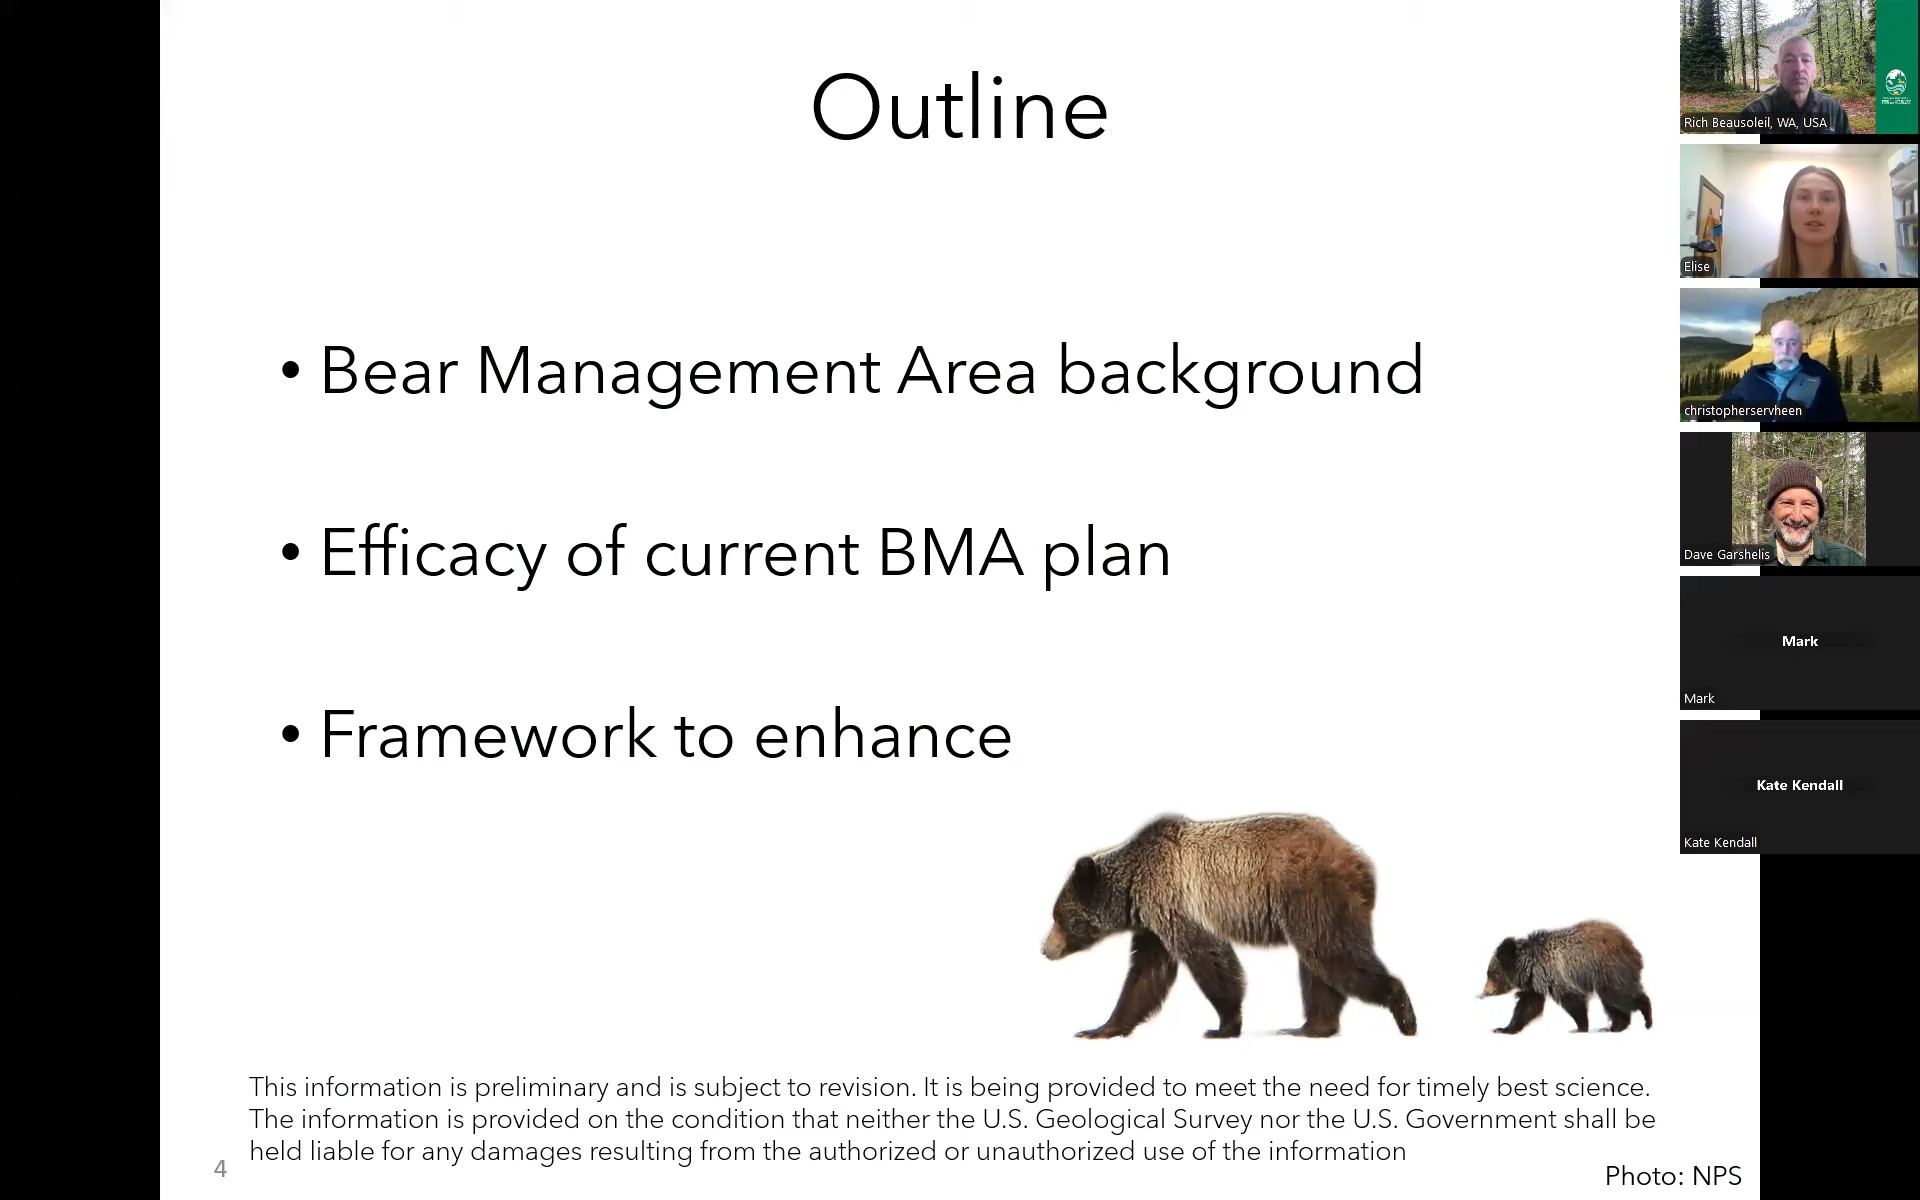 Outline
• Bear Management Area background
• Efficacy of current BMA plan
• Framework to enhance
This information is preliminary and is subject to revision. It is being provided to meet the need for timely best science.
The information is provided on the condition that neither the U.S. Geological Survey nor the U.S. Government shall be
held liable for any damages resulting from the authorized or unauthorized use of the information
4
Photo: NPS
Rich Beausoleil, WA, USA
Elise
christopherservheen
Dave Garshelis
Mark
Mark
Kate Kendall
Kate Kendall